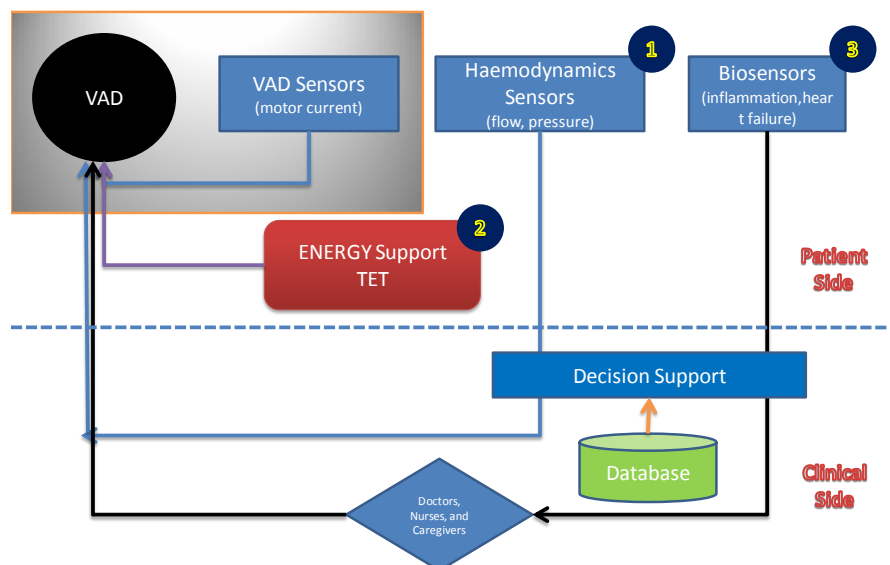 VAD
VAD Sensors
(motor current)
Haemodynamics
Sensors
(flow, pressure)
1
Biosensors
(inflammation,hear
t failure)
3
ENERGY Support
TET
2
Patient
Side
Decision Support
Database
Clinical
Side
Doctors,
Nurses, and
Caregivers